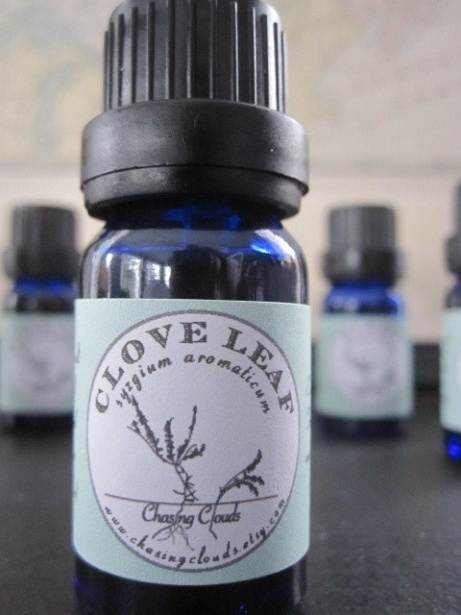 CLOVE LEAF
syzgium aromaticum
Chasing Clouds
www.chasingclouds.etsy.com